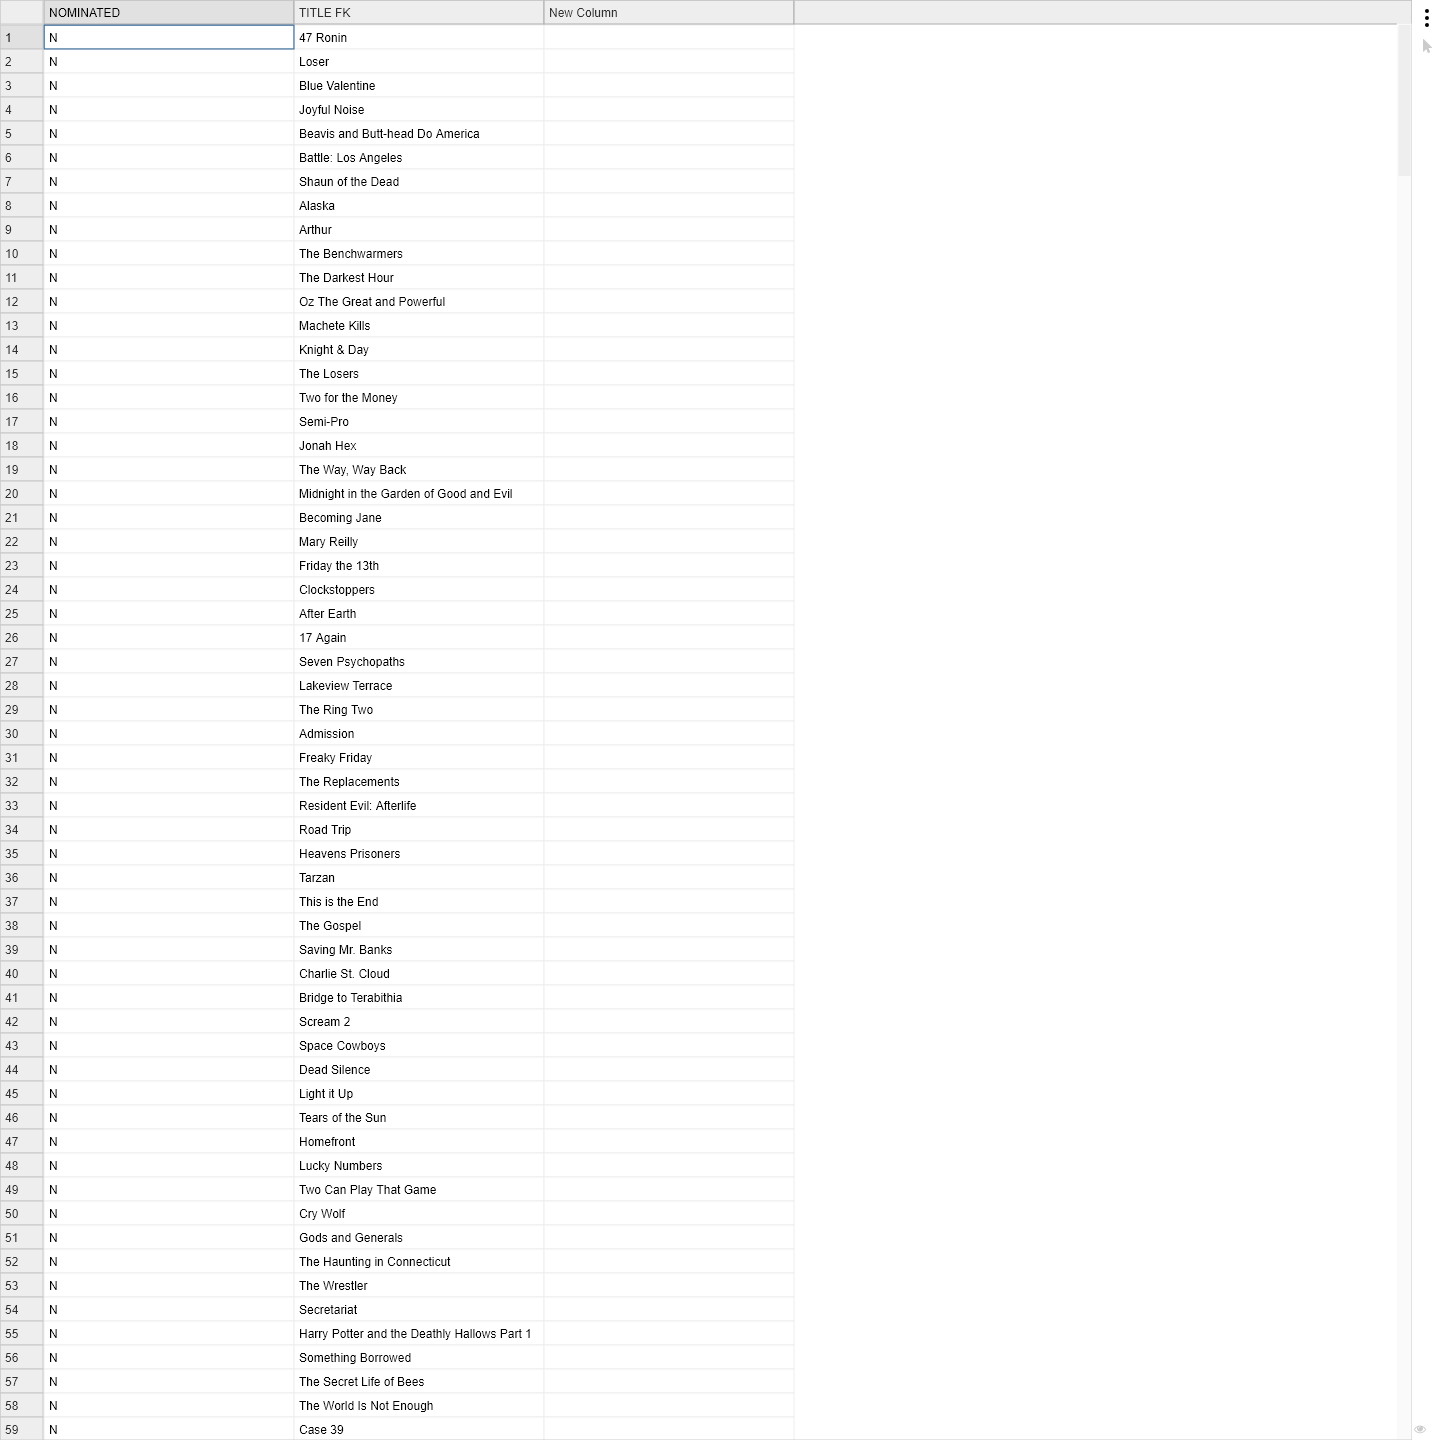 NOMINATED TITLE FK New Column
1 N 47 Ronin
2 N Loser
3 N Blue Valentine
4 N Joyful Noise
5 N Beavis and Butt-head Do America
6 N Battle: Los Angeles
7 N Shaun of the Dead
8 N Alaska
9 N Arthur
10 N The Benchwarmers
11 N The Darkest Hour
12 N Oz The Great and Powerful
13 N Machete Kills
14 N Knight & Day
15 N The Losers
16 N Two for the Money
17 N Semi-Pro
18 N Jonah Hex
19 N The Way, Way Back
20 N Midnight in the Garden of Good and Evil
21 N Becoming Jane
22 N Mary Reilly
23 N Friday the 13th
24 N Clockstoppers
25 N After Earth
26 N 17 Again
27 N Seven Psychopaths
28 N Lakeview Terrace
29 N The Ring Two
30 N Admission
31 N Freaky Friday
32 N The Replacements
33 N Resident Evil: Afterlife
34 N Road Trip
35 N Heavens Prisoners
36 N Tarzan
37 N This is the End
38 N The Gospel
39 N Saving Mr. Banks
40 N Charlie St. Cloud
41 N Bridge to Terabithia
42 N Scream 2
43 N Space Cowboys
44 N Dead Silence
45 N Light it Up
46 N Tears of the Sun
47 N Homefront
48 N Lucky Numbers
49 N Two Can Play That Game
50 N Cry Wolf
51 N Gods and Generals
52 N The Haunting in Connecticut
53 N The Wrestler
54 N Secretariat
55 N Harry Potter and the Deathly Hallows Part 1
56 N Something Borrowed
57 N The Secret Life of Bees
58 N The World Is Not Enough
59 N Case 39